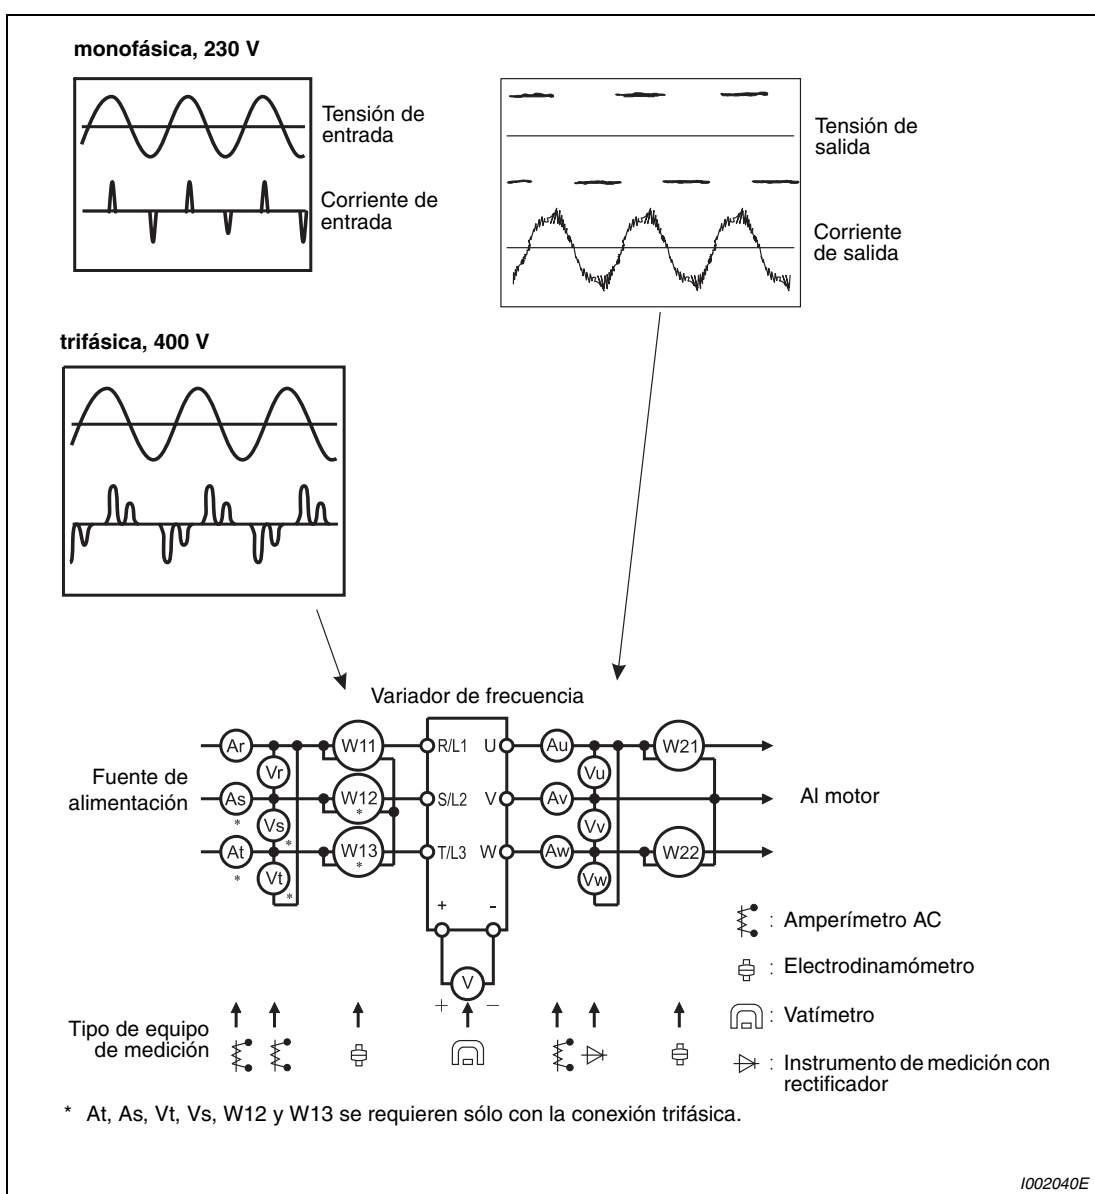 monofásica, 230 V
Tensión de
entrada
Corriente de
entrada
Tensión de
salida
Corriente
de salida
trifásica, 400 V
Variador de frecuencia
Fuente de
alimentación
Ar
Vr
As
*
Vs
*
At
*
Vt
*
W11
W12
*
W13
*
R/L1
U
S/L2
V
T/L3
W
+
-
V
+
−
Au
Vu
Av
Vv
Aw
Vw
W21
W22
Al motor
Tipo de equipo
de medición
: Amperímetro AC
: Electrodinamómetro
: Vatímetro
: Instrumento de medición con
rectificador
* At, As, Vt, Vs, W12 y W13 se requieren sólo con la conexión trifásica.
I002040E